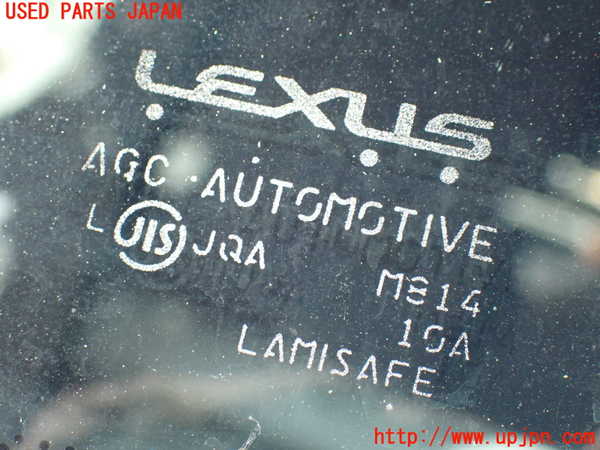 USED PARTS JAPAN
LEXUS
AGC AUTOMOTIVE
L JIS JQA
M814
10A
LAMISAFE
http://www.upjpn.com